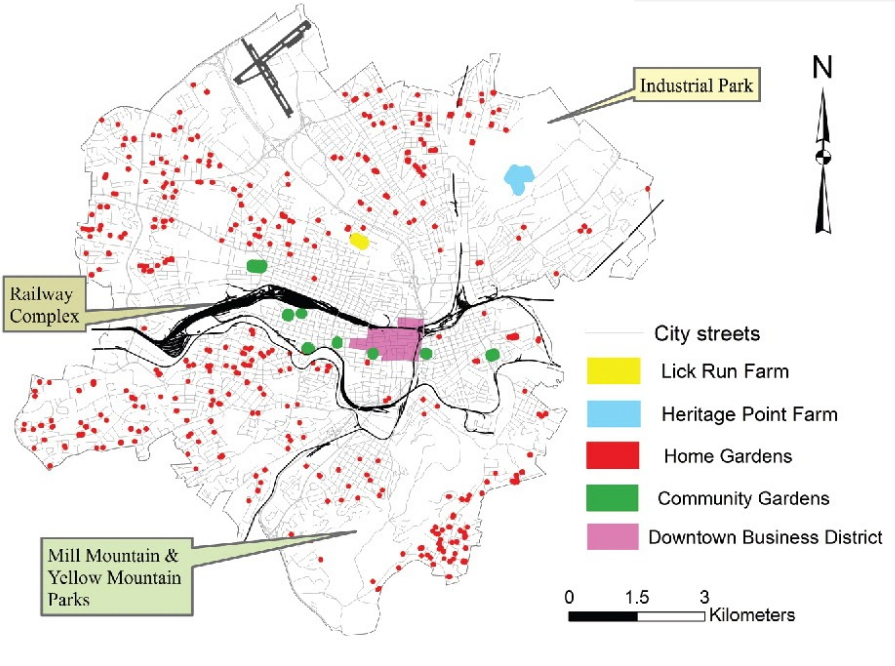 Industrial Park
N
Railway
Complex
City streets
Lick Run Farm
Heritage Point Farm
Home Gardens
Community Gardens
Downtown Business District
Mill Mountain &
Yellow Mountain
Parks
0 1.5 3
Kilometers